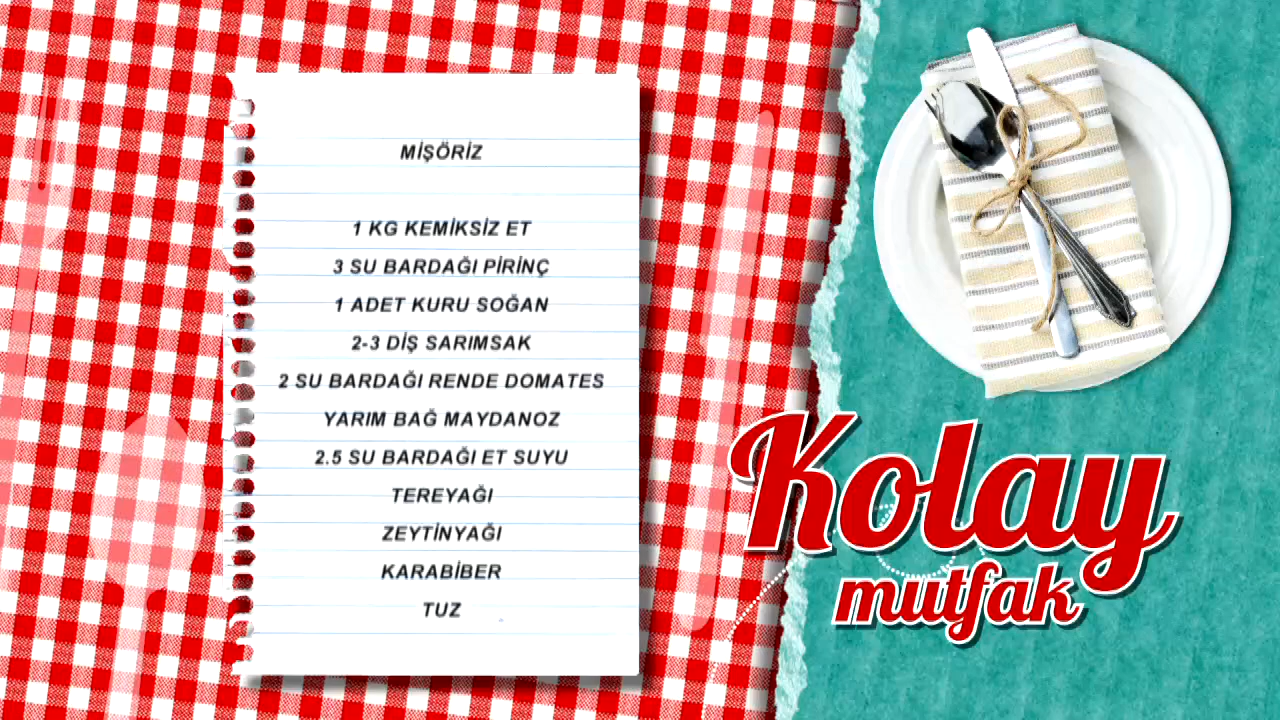 MİŞÖRİZ
1 KG KEMİKSİZ ET
3 SU BARDAĞI PİRİNÇ
1 ADET KURU SOĞAN
2-3 DİŞ SARIMSAK
2 SU BARDAĞI RENDE DOMATES
YARIM BAĞ MAYDANOZ
2.5 SU BARDAĞI ET SUYU
TEREYAĞI
ZEYTİNYAĞI
KARABİBER
TUZ
Kolay
mutfak